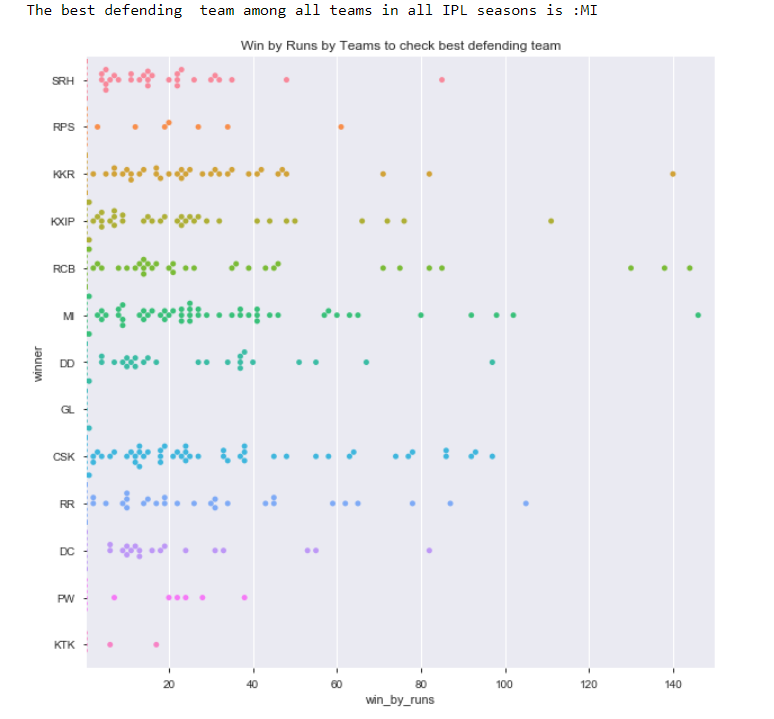 The best defending  team among all teams in all IPL seasons is :MI
Win by Runs by Teams to check best defending team
SRH
RPS
KKR
KXIP
RCB
MI
DD
GL
CSK
RR
DC
PW
KTK
winner
20 40 60 80 100 120 140
win_by_runs